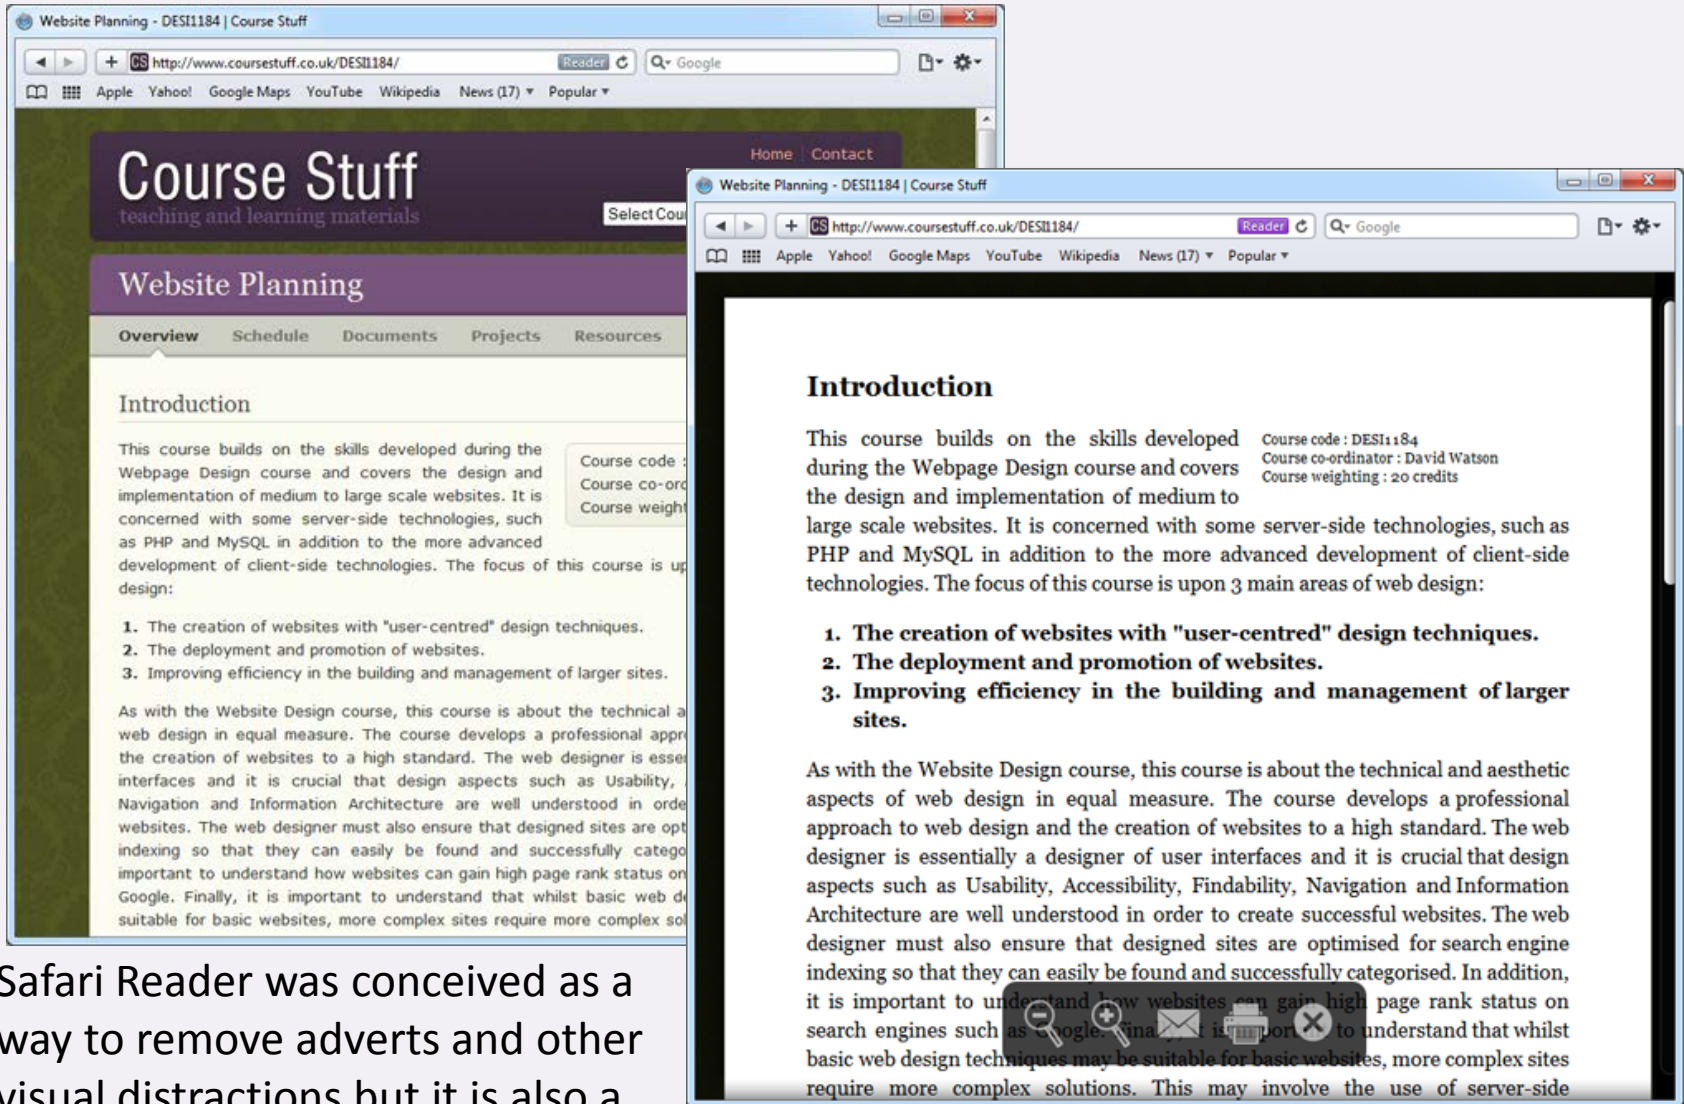 Website Planning - DESI1184 | Course Stuff
http://www.coursestuff.co.uk/DESI1184/
Reader
Google
Apple Yahoo! Google Maps YouTube Wikipedia News (17) Popular
Course Stuff
teaching and learning materials
Home Contact
Select Cou
Website Planning
Overview Schedule Documents Projects Resources
Introduction
This course builds on the skills developed during the
Webpage Design course and covers the design and
implementation of medium to large scale websites. It is
concerned with some server-side technologies, such
as PHP and MySQL in addition to the more advanced
development of client-side technologies. The focus of this course is up
design:
Course code :
Course co-ord
Course weight
1. The creation of websites with "user-centred" design techniques.
2. The deployment and promotion of websites.
3. Improving efficiency in the building and management of larger sites.
As with the Website Design course, this course is about the technical a
web design in equal measure. The course develops a professional appr
the creation of websites to a high standard. The web designer is esse
interfaces and it is crucial that design aspects such as Usability,
Navigation and Information Architecture are well understood in orde
websites. The web designer must also ensure that designed sites are opt
indexing so that they can easily be found and successfully catego
important to understand how websites can gain high page rank status on
Google. Finally, it is important to understand that whilst basic web de
suitable for basic websites, more complex sites require more complex sol
Website Planning - DESI1184 | Course Stuff
CS http://www.coursestuff.co.uk/DESI1184/
Reader
Google
Apple Yahoo! Google Maps YouTube Wikipedia News (17) Popular
Introduction
This course builds on the skills developed
during the Webpage Design course and covers
the design and implementation of medium to
large scale websites. It is concerned with some server-side technologies, such as
PHP and MySQL in addition to the more advanced development of client-side
technologies. The focus of this course is upon 3 main areas of web design:
Course code : DESI1184
Course co-ordinator : David Watson
Course weighting : 20 credits
1. The creation of websites with "user-centred" design techniques.
2. The deployment and promotion of websites.
3. Improving efficiency in the building and management of larger
sites.
As with the Website Design course, this course is about the technical and aesthetic
aspects of web design in equal measure. The course develops a professional
approach to web design and the creation of websites to a high standard. The web
designer is essentially a designer of user interfaces and it is crucial that design
aspects such as Usability, Accessibility, Findability, Navigation and Information
Architecture are well understood in order to create successful websites. The web
designer must also ensure that designed sites are optimised for search engine
indexing so that they can easily be found and successfully categorised. In addition,
it is important to understand how websites can gain high page rank status on
search engines such as Google. Finally, it is important to understand that whilst
basic web design techniques may be suitable for basic websites, more complex sites
require more complex solutions. This may involve the use of server-side
Safari Reader was conceived as a
way to remove adverts and other
visual distractions but it is also a